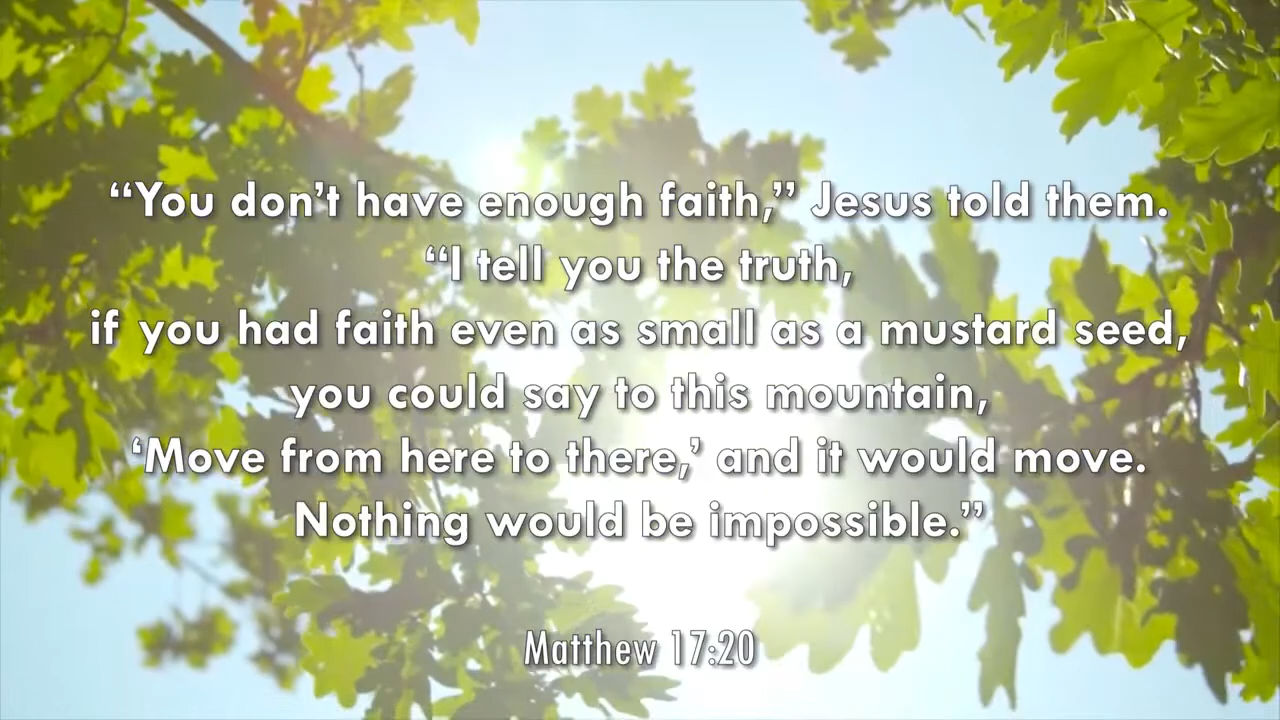 “You don’t have enough faith,” Jesus told them.
“I tell you the truth,
if you had faith even as small as a mustard seed,
you could say to this mountain,
‘Move from here to there,’ and it would move.
Nothing would be impossible.”
Matthew 17:20